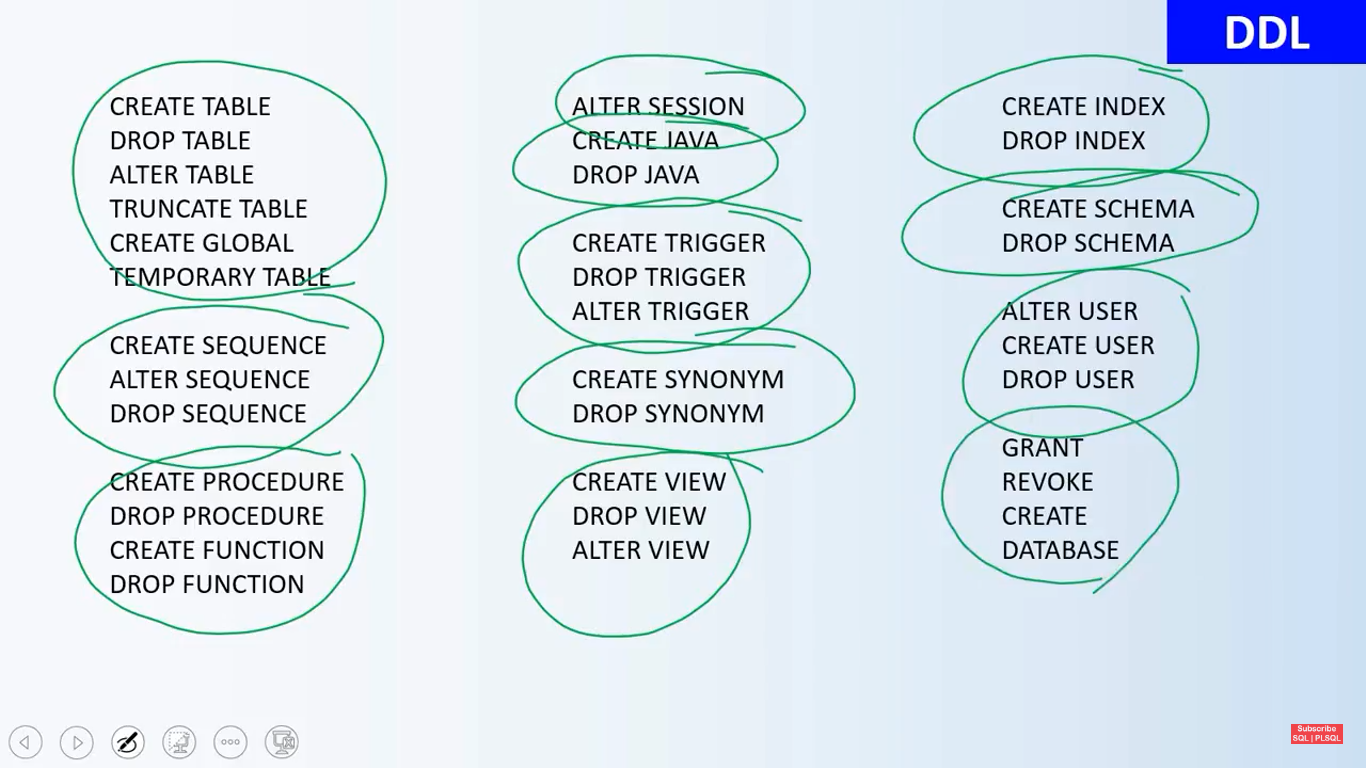 DDL
CREATE TABLE
DROP TABLE
ALTER TABLE
TRUNCATE TABLE
CREATE GLOBAL
TEMPORARY TABLE
CREATE SEQUENCE
ALTER SEQUENCE
DROP SEQUENCE
CREATE PROCEDURE
DROP PROCEDURE
CREATE FUNCTION
DROP FUNCTION
ALTER SESSION
CREATE JAVA
DROP JAVA
CREATE TRIGGER
DROP TRIGGER
ALTER TRIGGER
CREATE SYNONYM
DROP SYNONYM
CREATE VIEW
DROP VIEW
ALTER VIEW
CREATE INDEX
DROP INDEX
CREATE SCHEMA
DROP SCHEMA
ALTER USER
CREATE USER
DROP USER
GRANT
REVOKE
CREATE
DATABASE
Subscribe
SQL | PLSQL